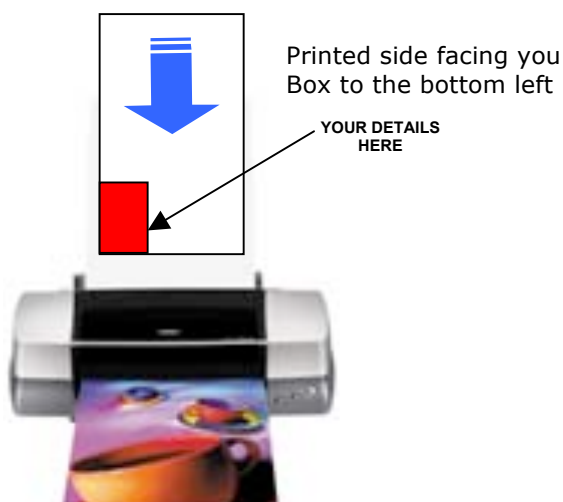 Printed side facing you
Box to the bottom left
YOUR DETAILS
HERE